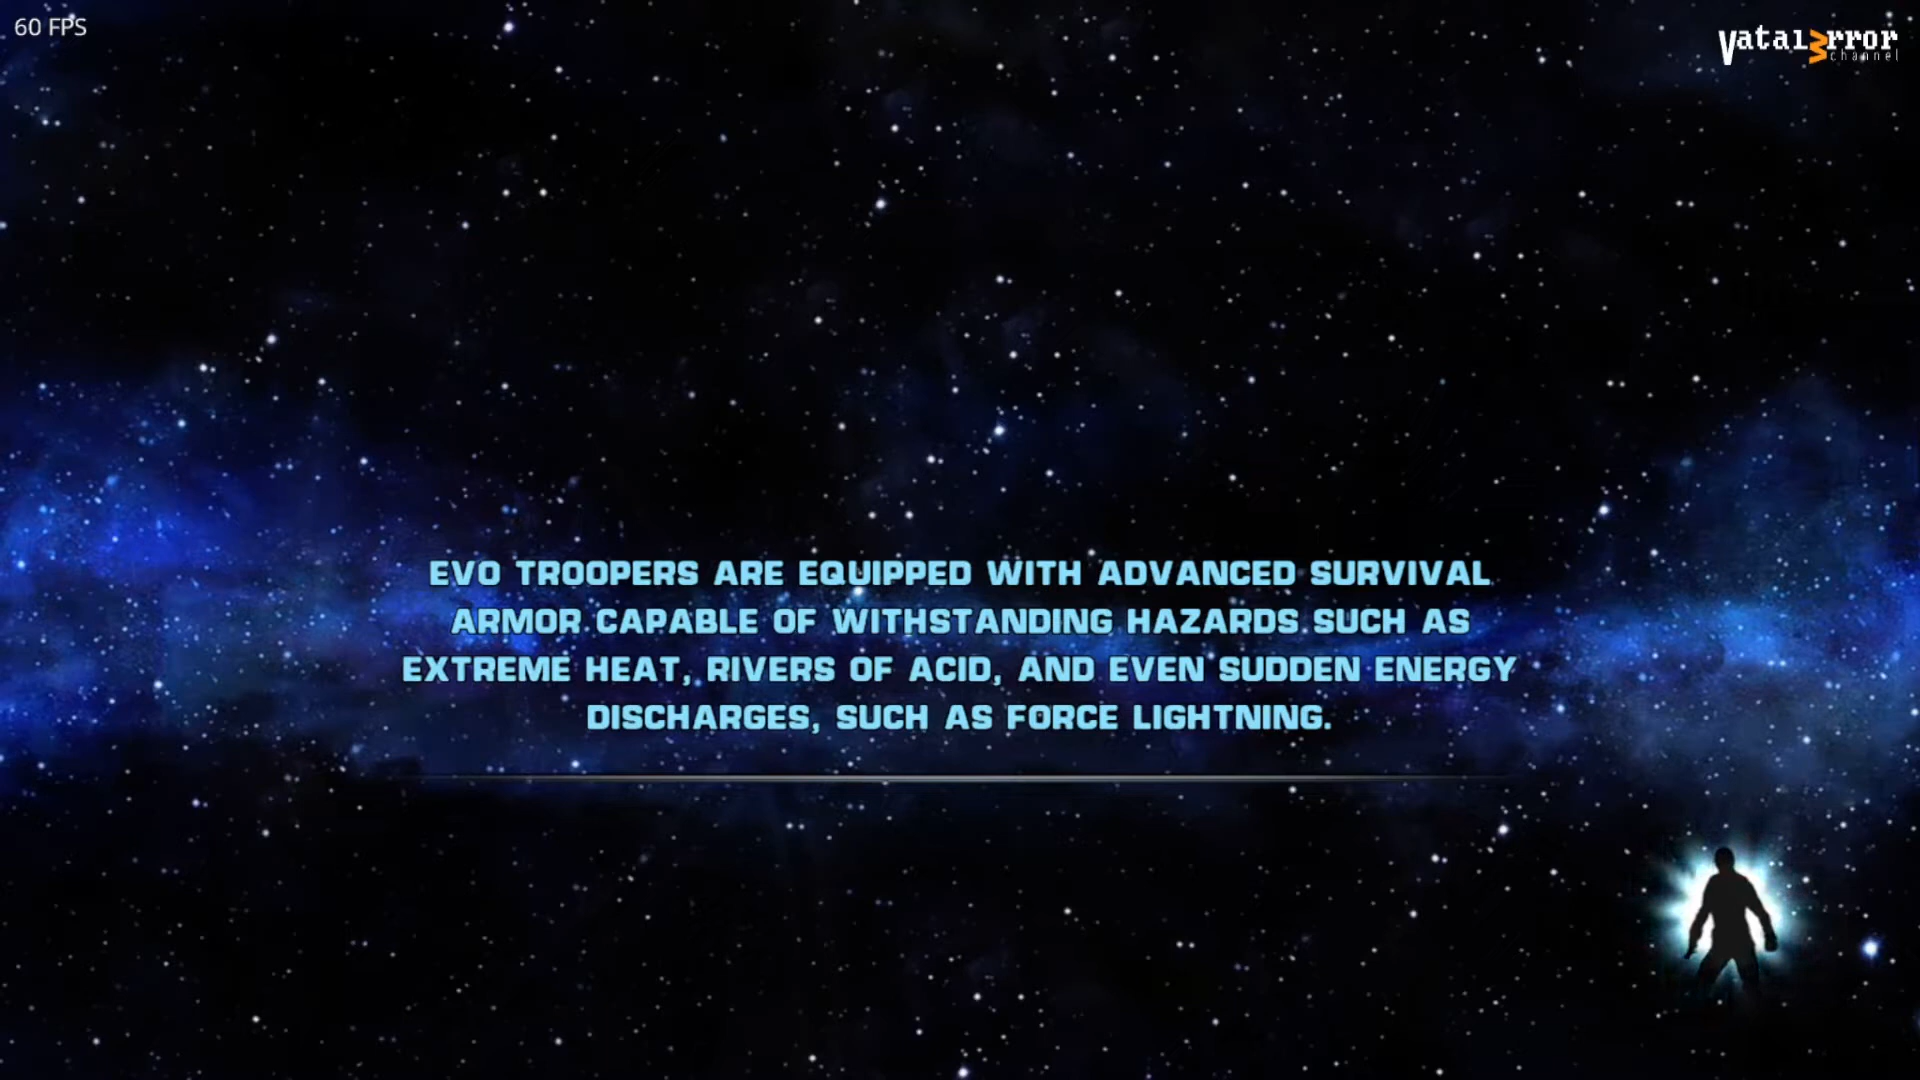 60 FPS
Vatalerror
channel
EVO TROOPERS ARE EQUIPPED WITH ADVANCED SURVIVAL
ARMOR CAPABLE OF WITHSTANDING HAZARDS SUCH AS
EXTREME HEAT, RIVERS OF ACID, AND EVEN SUDDEN ENERGY
DISCHARGES, SUCH AS FORCE LIGHTNING.